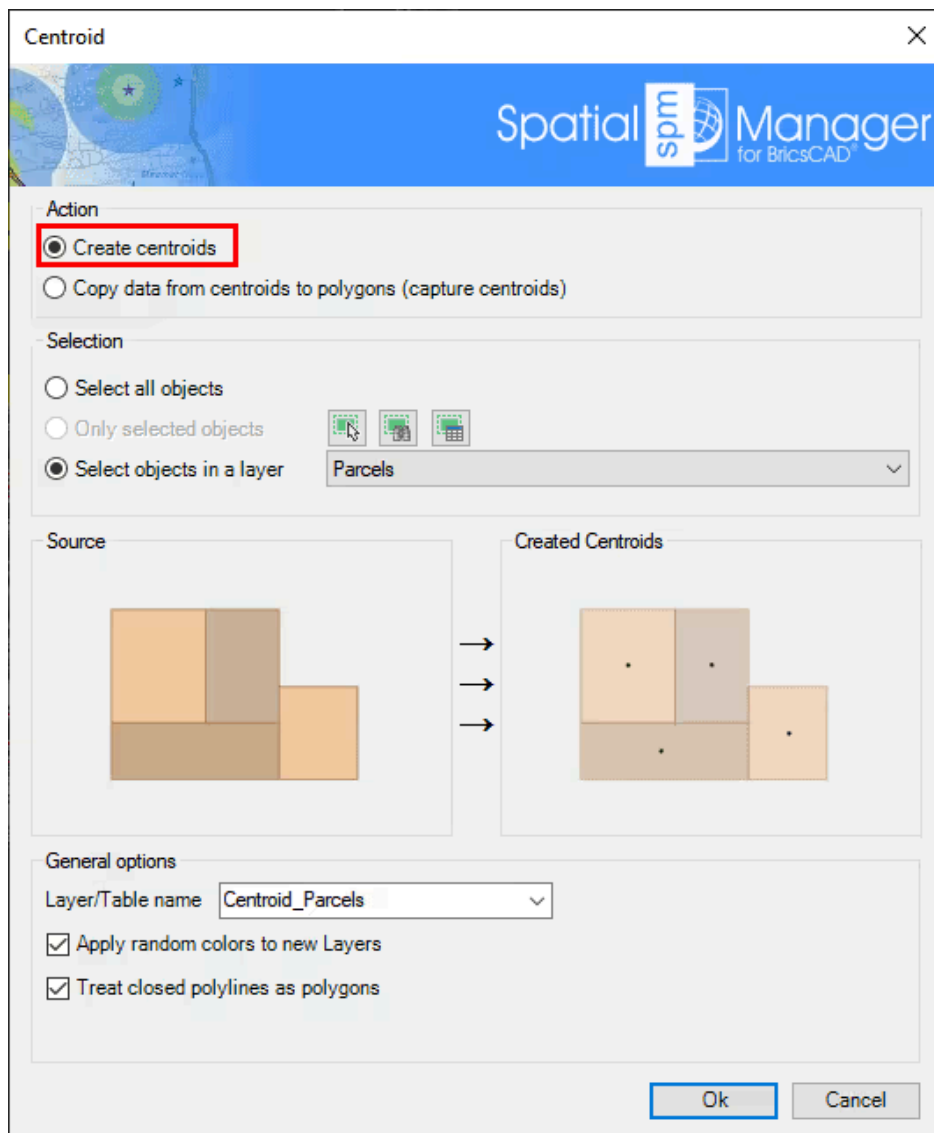 Centroid
Spatial spm Manager
for BricsCAD®
Action
Create centroids
Copy data from centroids to polygons (capture centroids)
Selection
Select all objects
Only selected objects
Select objects in a layer Parcels
Source Created Centroids
General options
Layer/Table name Centroid_Parcels
Apply random colors to new Layers
Treat closed polylines as polygons
Ok Cancel